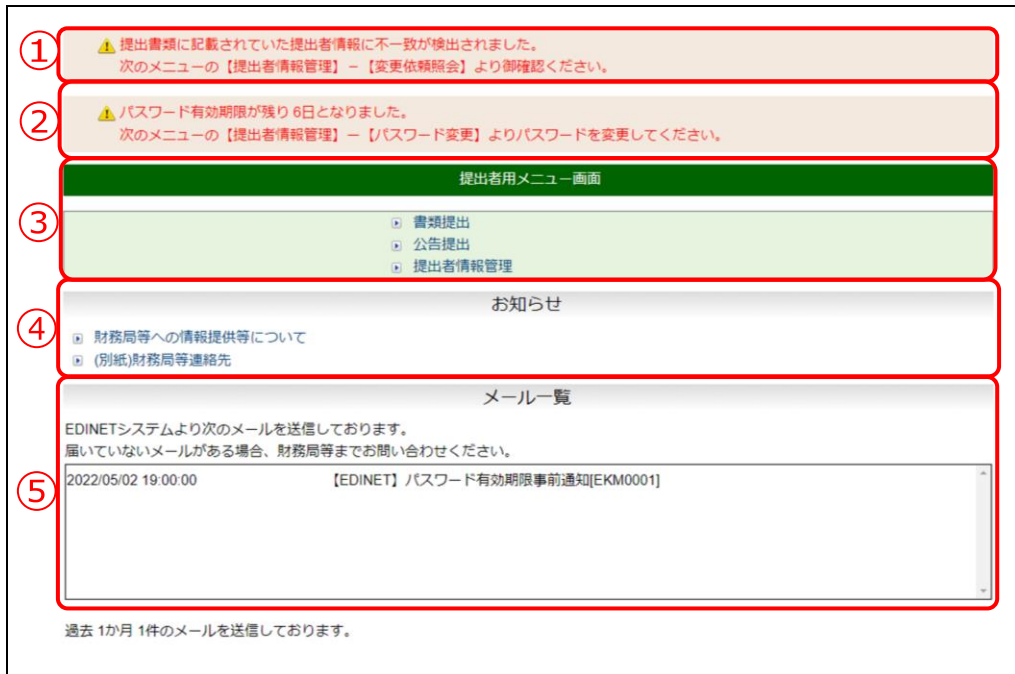 ①
⚠ 提出書類に記載されていた提出者情報に不一致が検出されました。
次のメニューの【提出者情報管理】－【変更依頼照会】より御確認ください。
②
⚠ パスワード有効期限が残り 6日となりました。
次のメニューの【提出者情報管理】－【パスワード変更】よりパスワードを変更してください。
③
提出者用メニュー画面
書類提出
公告提出
提出者情報管理
④
お知らせ
財務局等への情報提供等について
(別紙)財務局等連絡先
⑤
メール一覧
EDINETシステムより次のメールを送信しております。
届いていないメールがある場合、財務局等までお問い合わせください。
2022/05/02 19:00:00 【EDINET】パスワード有効期限事前通知[EKM0001]
過去 1か月 1件のメールを送信しております。